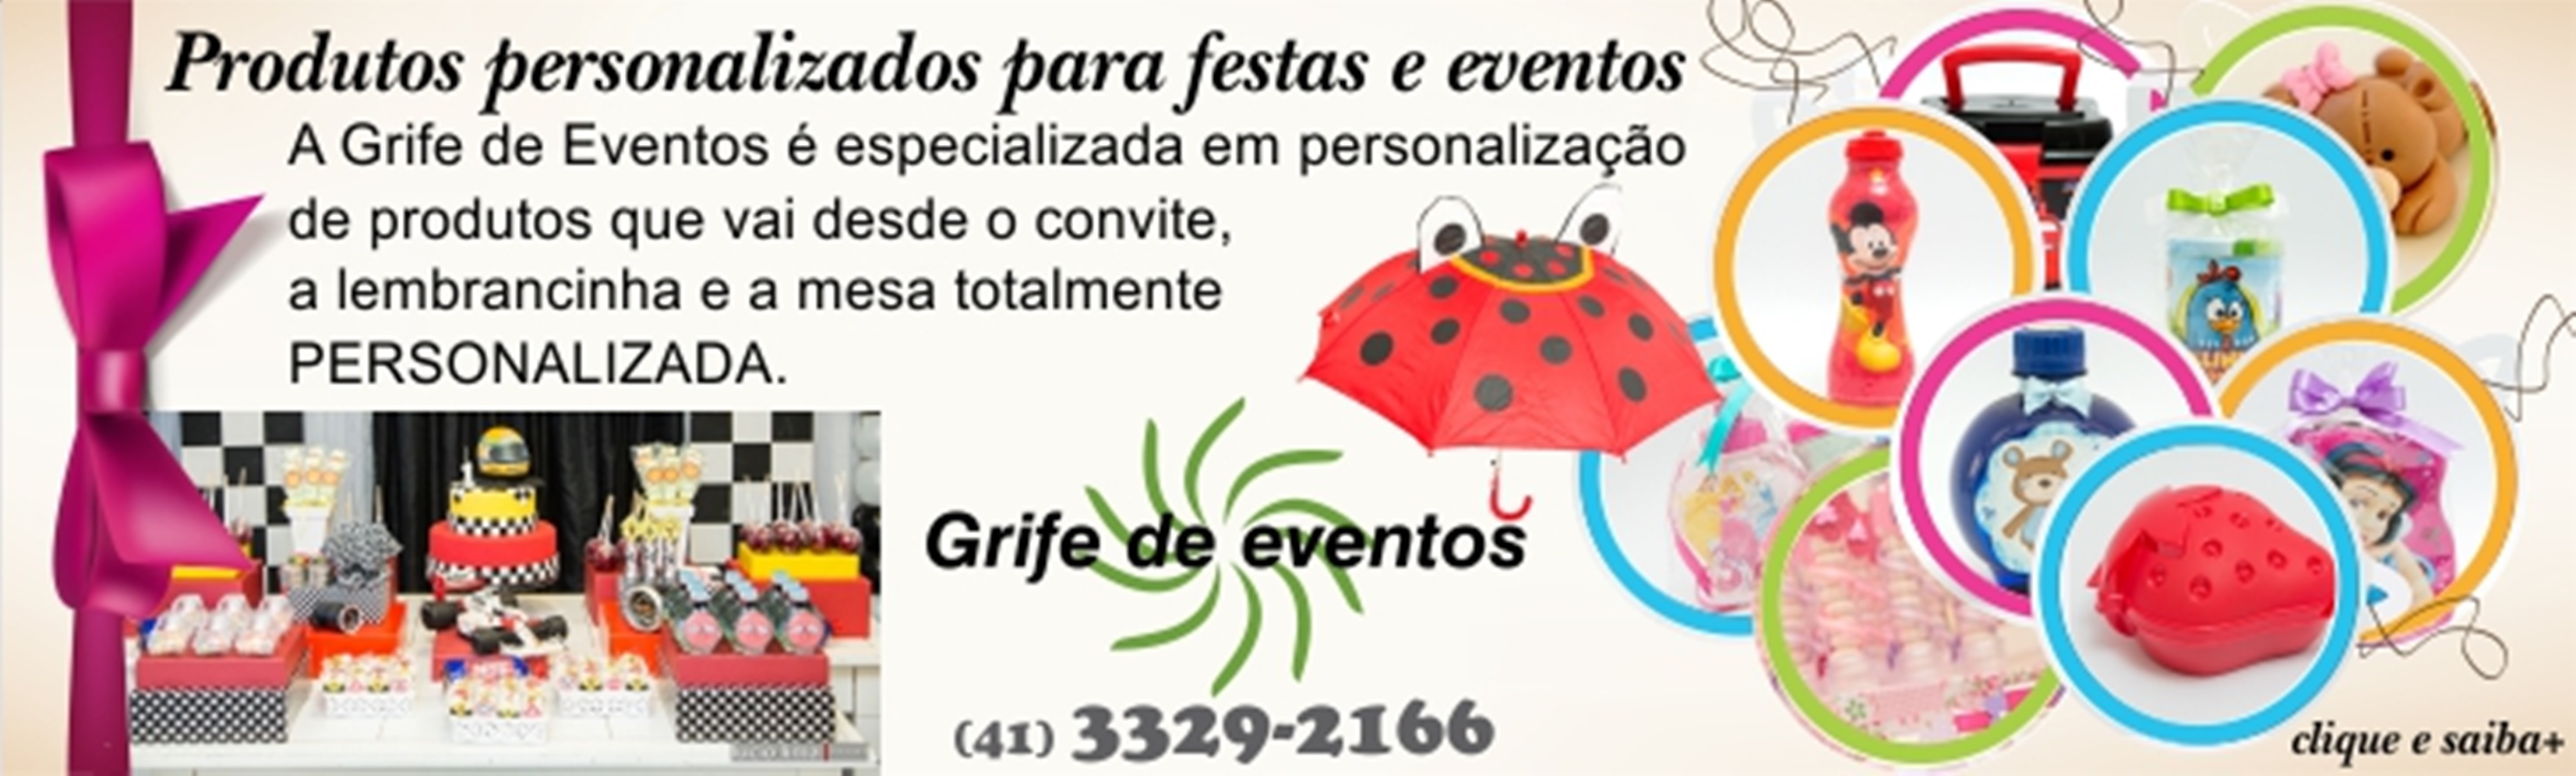 Produtos personalizados para festas e eventos
A Grife de Eventos é especializada em personalização
de produtos que vai desde o convite,
a lembrancinha e a mesa totalmente
PERSONALIZADA.
Grife de eventos
(41) 3329-2166
clique e saiba+